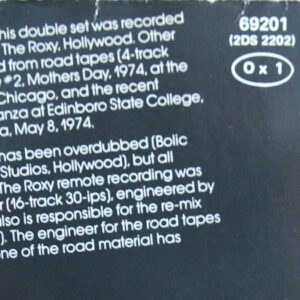 his double set was recorded
The Roxy, Hollywood. Other
d from road tapes (4-track
#2, Mothers Day, 1974, at the
Chicago, and the recent
anza at Edinboro State College,
a, May 8, 1974.
has been overdubbed (Bolic
Studios, Hollywood), but all
The Roxy remote recording was
r (16-track 30-ips), engineered by
also is responsible for the re-mix
). The engineer for the road tapes
one of the road material has
69201
(2DS 2202)
0 x 1